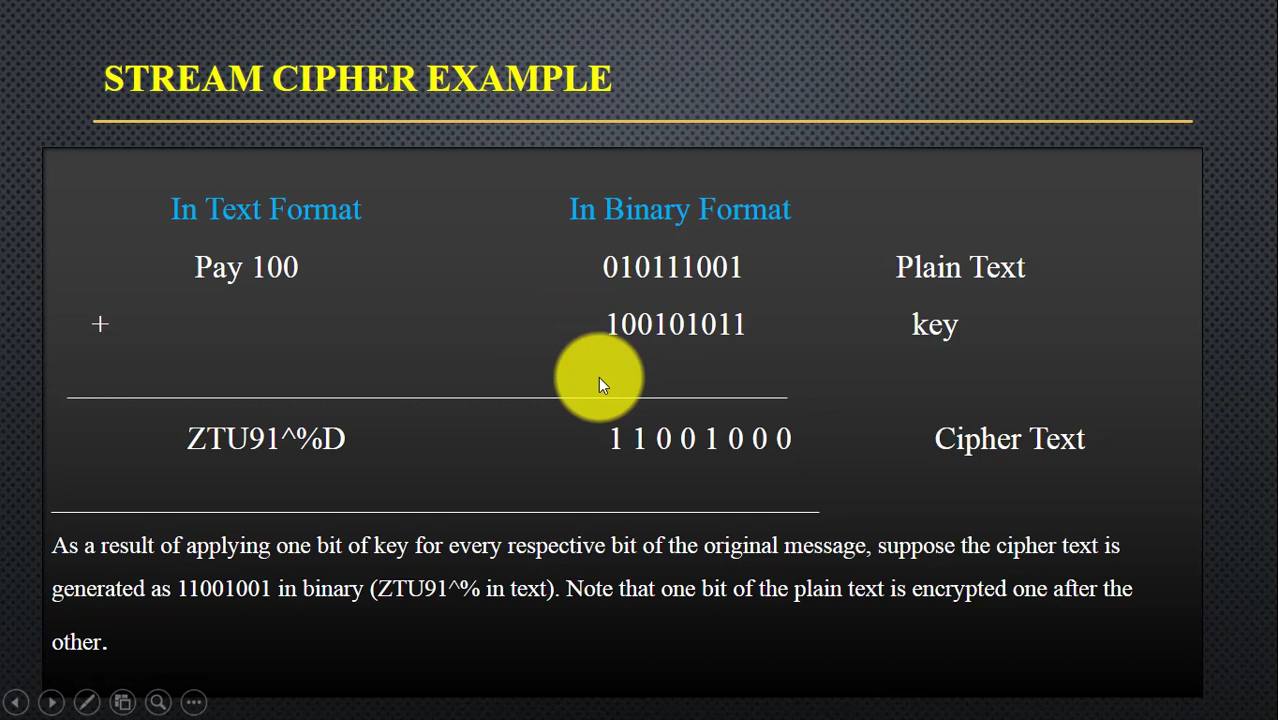 STREAM CIPHER EXAMPLE
In Text Format In Binary Format
Pay 100 010111001 Plain Text
+ 100101011 key
ZTU91^%D 1 1 0 0 1 0 0 0 Cipher Text
As a result of applying one bit of key for every respective bit of the original message, suppose the cipher text is
generated as 11001001 in binary (ZTU91^% in text). Note that one bit of the plain text is encrypted one after the
other.